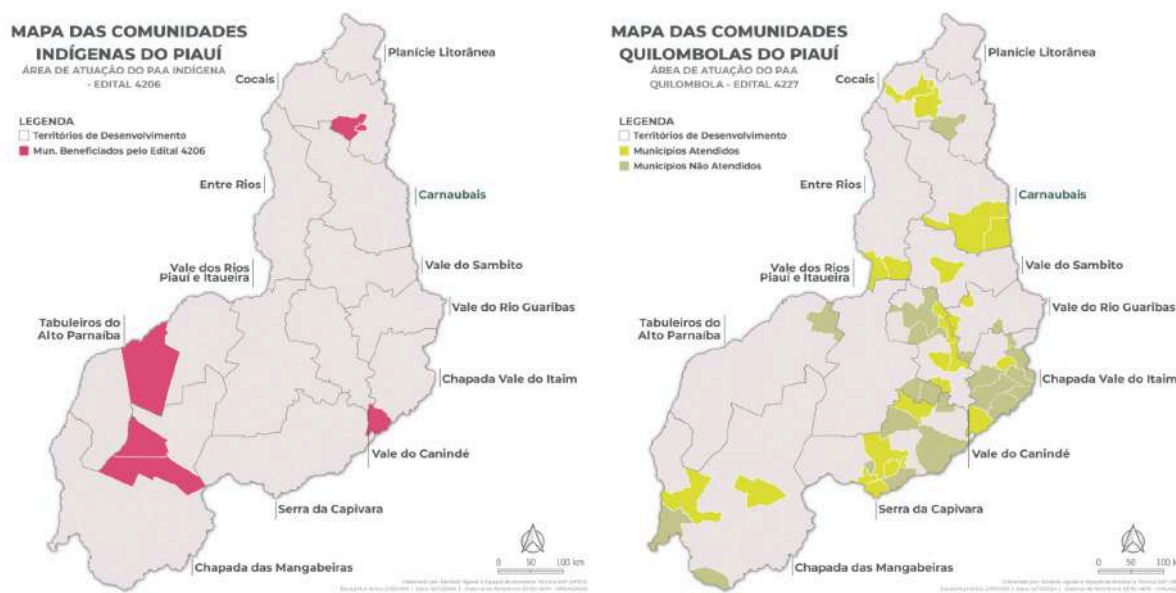 MAPA DAS COMUNIDADES
INDÍGENAS DO PIAUÍ
ÁREA DE ATUAÇÃO DO PAA INDÍGENA
- EDITAL 4206
LEGENDA
Territórios de Desenvolvimento
Mun. Beneficiados pelo Edital 4206
Planície Litorânea
Cocais
Entre Rios
Carnaubais
Vale dos Rios
Piauí e Itaueira
Vale do Sambito
Vale do Rio Guaribas
Tabuleiros do
Alto Parnaíba
Chapada Vale do Itaim
Vale do Canindé
Serra da Capivara
Chapada das Mangabeiras
0 50 100 km
MAPA DAS COMUNIDADES
QUILOMBOLAS DO PIAUÍ
ÁREA DE ATUAÇÃO DO PAA
QUILOMBOLA - EDITAL 4227
LEGENDA
Territórios de Desenvolvimento
Municípios Atendidos
Municípios Não Atendidos
Planície Litorânea
Cocais
Entre Rios
Carnaubais
Vale dos Rios
Piauí e Itaueira
Vale do Sambito
Vale do Rio Guaribas
Tabuleiros do
Alto Parnaíba
Chapada Vale do Itaim
Vale do Canindé
Serra da Capivara
Chapada das Mangabeiras
0 50 100 km